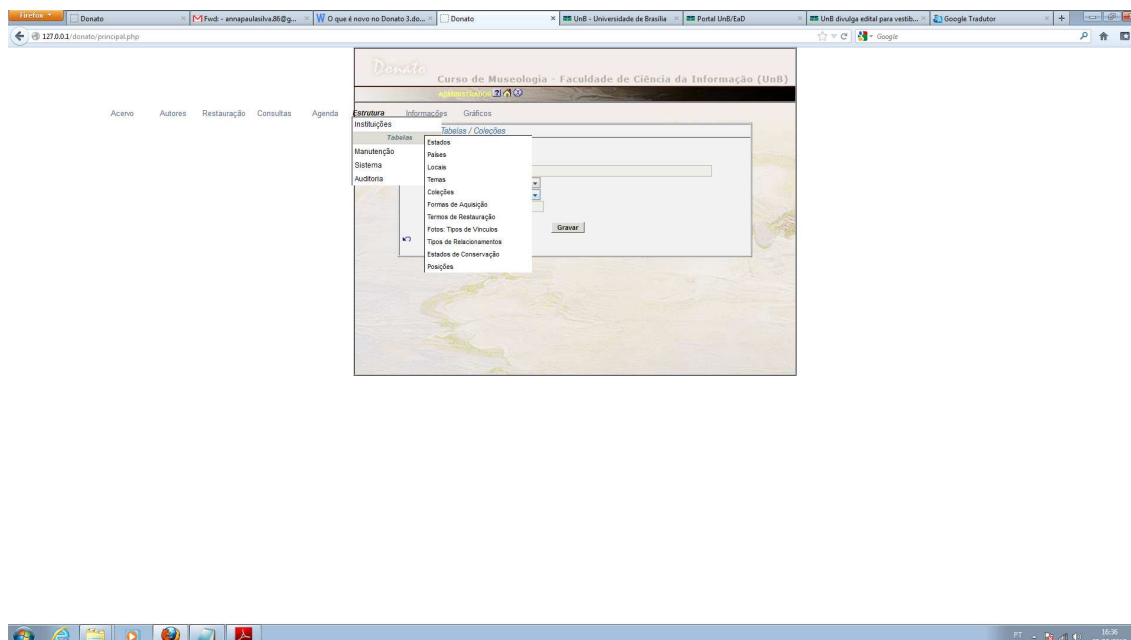 Firefox
Donato
Fwd: - annapaulasilva.86@g...
O que é novo no Donato 3.do...
Donato
UnB - Universidade de Brasília
Portal UnB/EaD
UnB divulga edital para vestib...
Google Tradutor
127.0.0.1/donato/principal.php
Google
Donato
Curso de Museologia - Faculdade de Ciência da Informação (UnB)
ADMINISTRADOR
Acervo Autores Restauração Consultas Agenda Estrutura Informações Gráficos
Instituições
Tabelas / Coleções
Tabelas
Estados
Manutenção
Países
Sistema
Locais
Auditoria
Temas
Coleções
Formas de Aquisição
Termos de Restauração
Fotos: Tipos de Vínculos
Gravar
Tipos de Relacionamentos
Estados de Conservação
Posições
PT
16:36